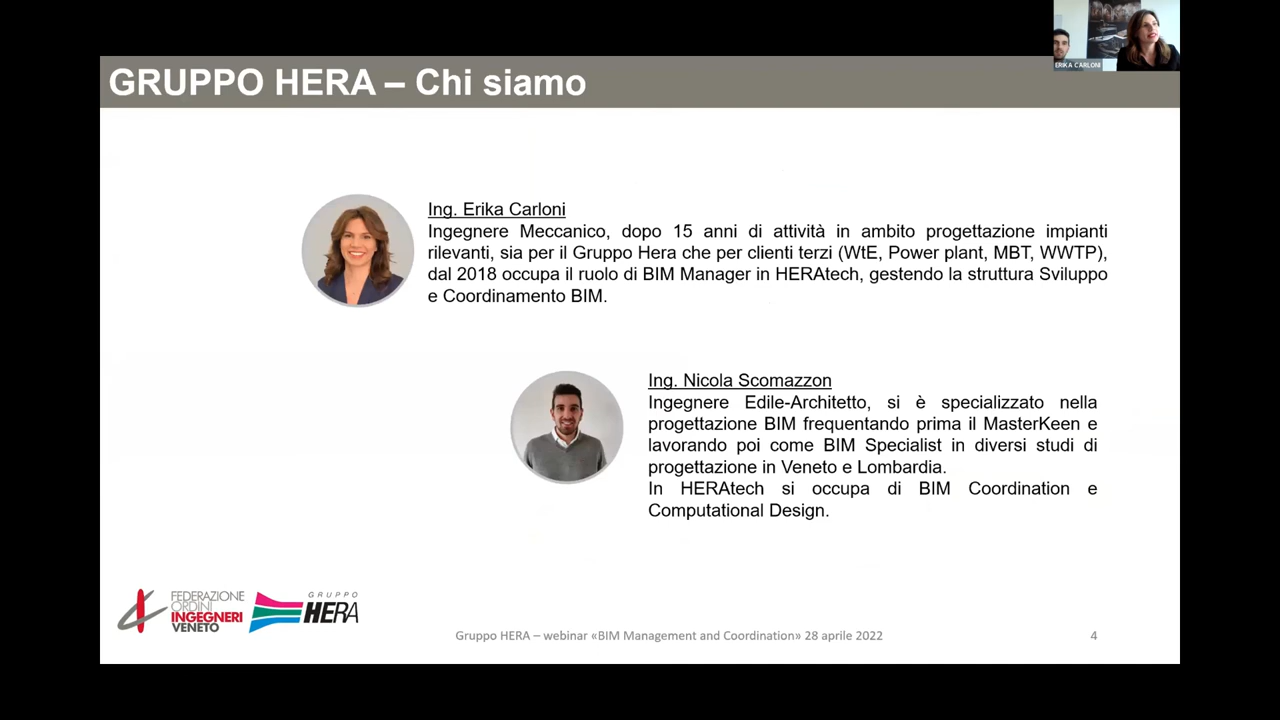 ERIKA CARLONI
GRUPPO HERA – Chi siamo
Ing. Erika Carloni
Ingegnere Meccanico, dopo 15 anni di attività in ambito progettazione impianti
rilevanti, sia per il Gruppo Hera che per clienti terzi (WtE, Power plant, MBT, WWTP),
dal 2018 occupa il ruolo di BIM Manager in HERAtech, gestendo la struttura Sviluppo
e Coordinamento BIM.
Ing. Nicola Scomazzon
Ingegnere Edile-Architetto, si è specializzato nella
progettazione BIM frequentando prima il MasterKeen e
lavorando poi come BIM Specialist in diversi studi di
progettazione in Veneto e Lombardia.
In HERAtech si occupa di BIM Coordination e
Computational Design.
FEDERAZIONE
ORDINI
INGEGNERI
VENETO
GRUPPO
HERA
Gruppo HERA – webinar «BIM Management and Coordination» 28 aprile 2022
4